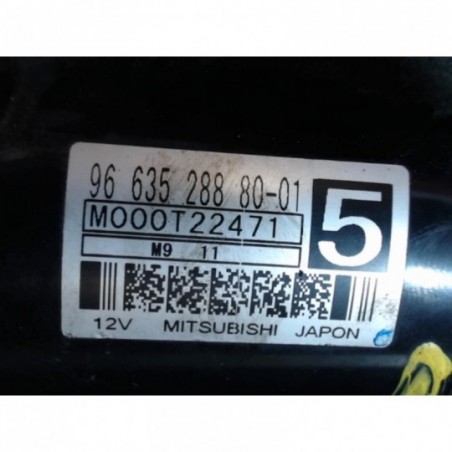 96 635 288 80-01
5
M000T22471
M9 11
12V MITSUBISHI JAPON